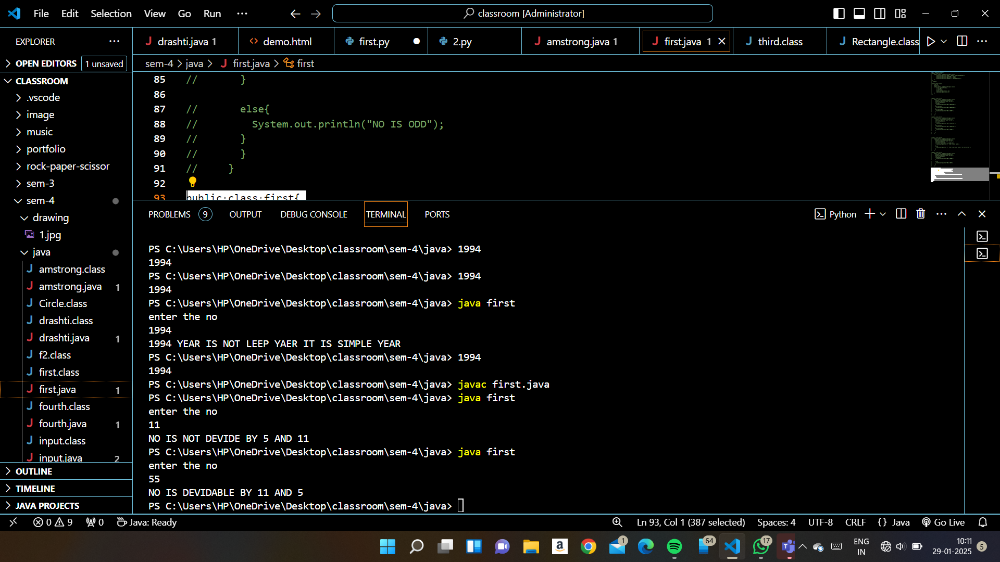 File Edit Selection View Go Run ··· classroom [Administrator]
EXPLORER ···
drashti.java 1 demo.html first.py 2.py amstrong.java 1 first.java 1 third.class Rectangle.class
OPEN EDITORS 1 unsaved
sem-4 > java > first.java > first
CLASSROOM
.vscode
image
music
portfolio
rock-paper-scissor
sem-3
sem-4
drawing
1.jpg
java
amstrong.class
amstrong.java 1
Circle.class
drashti.class
drashti.java 1
f2.class
first.class
first.java 1
fourth.class
fourth.java 1
input.class
input.java 2
OUTLINE
TIMELINE
JAVA PROJECTS
85 // }
86
87 // else{
88 // System.out.println("NO IS ODD");
89 // }
90 // }
91 // }
92
93 public class first{
PROBLEMS 9 OUTPUT DEBUG CONSOLE TERMINAL PORTS Python
PS C:\Users\HP\OneDrive\Desktop\classroom\sem-4\java> 1994
1994
PS C:\Users\HP\OneDrive\Desktop\classroom\sem-4\java> 1994
1994
PS C:\Users\HP\OneDrive\Desktop\classroom\sem-4\java> java first
enter the no
1994
1994 YEAR IS NOT LEEP YAER IT IS SIMPLE YEAR
PS C:\Users\HP\OneDrive\Desktop\classroom\sem-4\java> 1994
1994
PS C:\Users\HP\OneDrive\Desktop\classroom\sem-4\java> javac first.java
PS C:\Users\HP\OneDrive\Desktop\classroom\sem-4\java> java first
enter the no
11
NO IS NOT DEVIDE BY 5 AND 11
PS C:\Users\HP\OneDrive\Desktop\classroom\sem-4\java> java first
enter the no
55
NO IS DEVIDABLE BY 11 AND 5
PS C:\Users\HP\OneDrive\Desktop\classroom\sem-4\java>
0 9 0 Java: Ready Ln 93, Col 1 (387 selected) Spaces: 4 UTF-8 CRLF {} Java Go Live
1 64 17
ENG
IN
10:11
29-01-2025
5